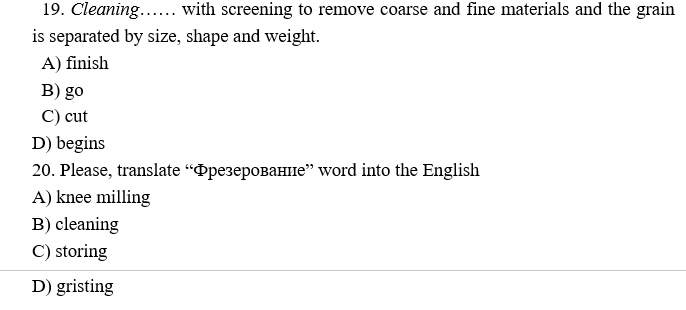 19. Cleaning…… with screening to remove coarse and fine materials and the grain
is separated by size, shape and weight.
A) finish
B) go
C) cut
D) begins
20. Please, translate “Фрезерование” word into the English
A) knee milling
B) cleaning
C) storing
D) gristing